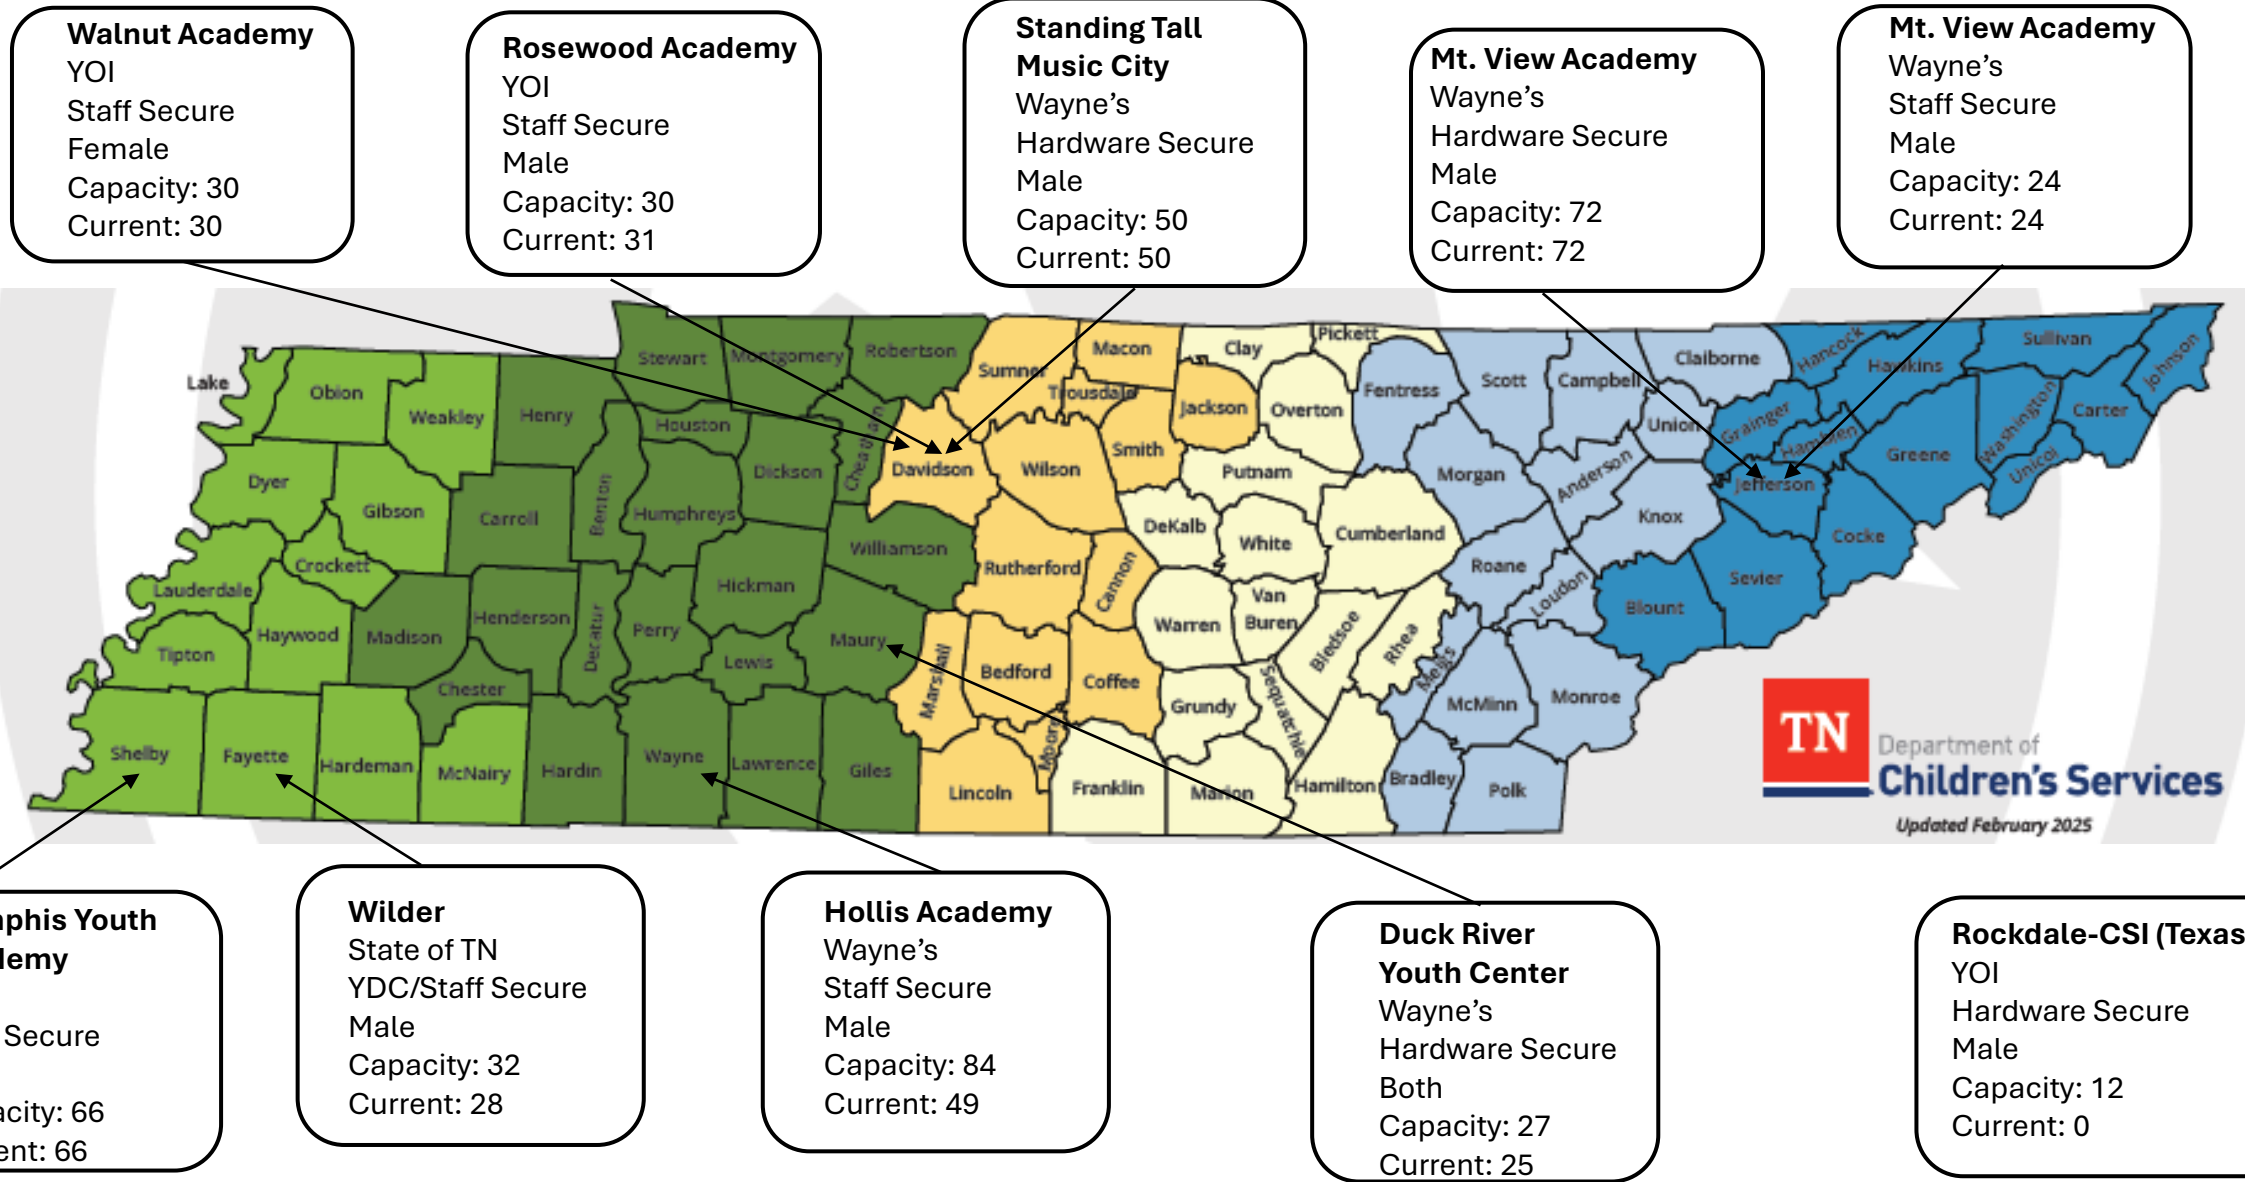 Walnut Academy
YOI
Staff Secure
Female
Capacity: 30
Current: 30
Rosewood Academy
YOI
Staff Secure
Male
Capacity: 30
Current: 31
Standing Tall
Music City
Wayne’s
Hardware Secure
Male
Capacity: 50
Current: 50
Mt. View Academy
Wayne’s
Hardware Secure
Male
Capacity: 72
Current: 72
Mt. View Academy
Wayne’s
Staff Secure
Male
Capacity: 24
Current: 24
Lake
Obion
Weakley
Henry
Stewart
Montgomery
Robertson
Sumner
Macon
Trousdale
Clay
Pickett
Jackson
Overton
Fentress
Scott
Campbell
Claiborne
Hancock
Hawkins
Sullivan
Johnson
Dyer
Gibson
Carroll
Benton
Houston
Humphreys
Dickson
Cheatham
Davidson
Wilson
Smith
Putnam
Morgan
Anderson
Union
Grainger
Hamblen
Jefferson
Greene
Washington
Unicoi
Carter
Lauderdale
Crockett
Haywood
Madison
Henderson
Decatur
Perry
Hickman
Williamson
Rutherford
Cannon
DeKalb
White
Cumberland
Roane
Loudon
Knox
Blount
Sevier
Cocke
Tipton
Chester
Lewis
Maury
Marshall
Bedford
Coffee
Warren
Van
Buren
Bledsoe
Rhea
Meigs
McMinn
Monroe
Shelby
Fayette
Hardeman
McNairy
Hardin
Wayne
Lawrence
Giles
Lincoln
Moore
Franklin
Grundy
Sequatchie
Marion
Hamilton
Bradley
Polk
TN
Department of
Children’s Services
Updated February 2025
phis Youth
lemy
Secure
acity: 66
ent: 66
Wilder
State of TN
YDC/Staff Secure
Male
Capacity: 32
Current: 28
Hollis Academy
Wayne’s
Staff Secure
Male
Capacity: 84
Current: 49
Duck River
Youth Center
Wayne’s
Hardware Secure
Both
Capacity: 27
Current: 25
Rockdale-CSI (Texas
YOI
Hardware Secure
Male
Capacity: 12
Current: 0